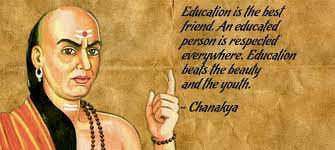 Education is the best
friend. An educated
person is respected
everywhere. Education
beats the beauty
and the youth.
~ Chanakya